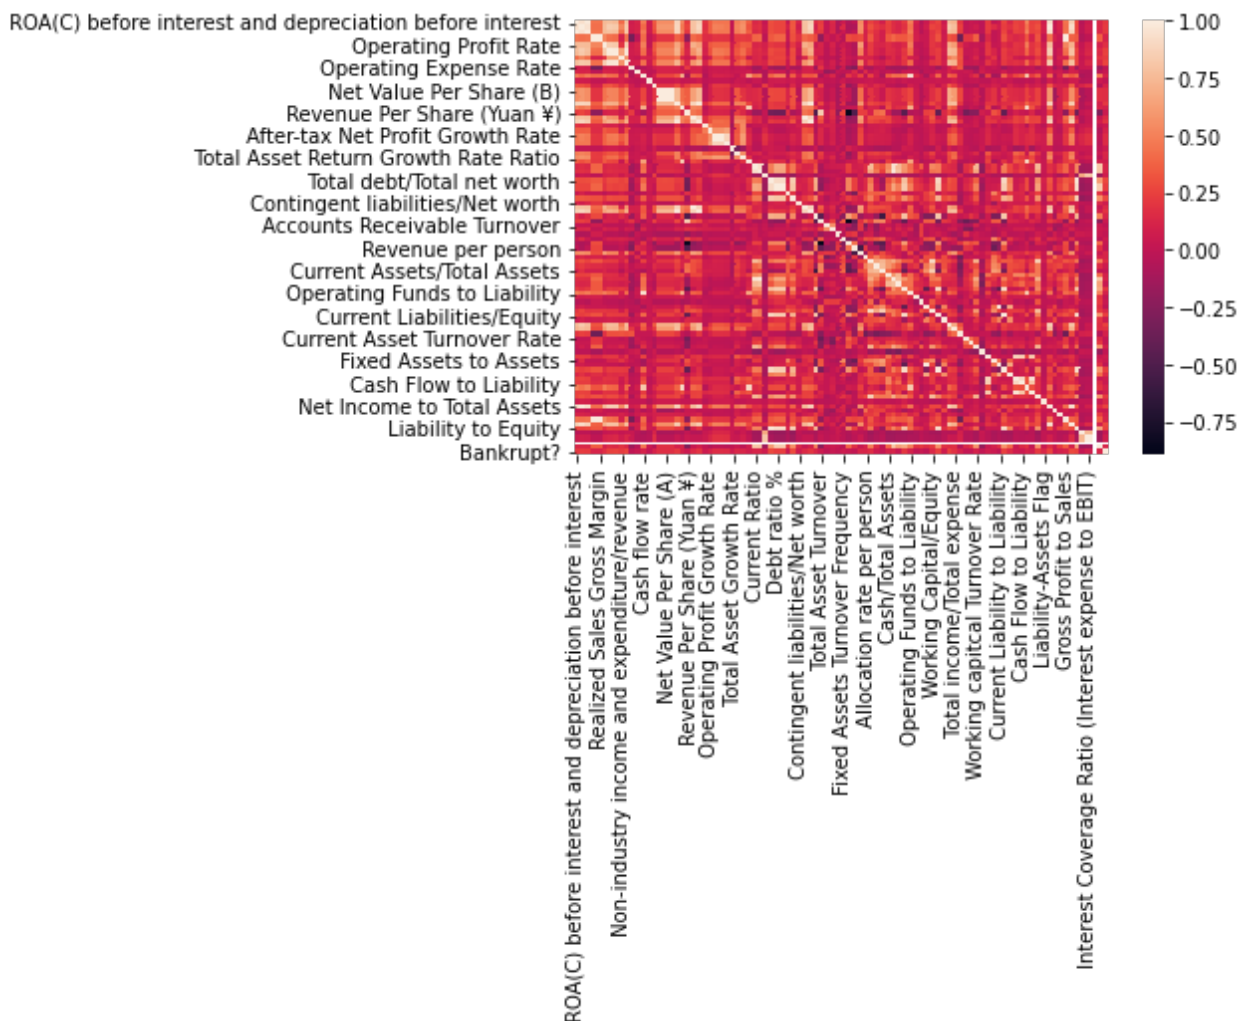 ROA(C) before interest and depreciation before interest
Operating Profit Rate
Operating Expense Rate
Net Value Per Share (B)
Revenue Per Share (Yuan ¥)
After-tax Net Profit Growth Rate
Total Asset Return Growth Rate Ratio
Total debt/Total net worth
Contingent liabilities/Net worth
Accounts Receivable Turnover
Revenue per person
Current Assets/Total Assets
Operating Funds to Liability
Current Liabilities/Equity
Current Asset Turnover Rate
Fixed Assets to Assets
Cash Flow to Liability
Net Income to Total Assets
Liability to Equity
Bankrupt?
ROA(C) before interest and depreciation before interest
Realized Sales Gross Margin
Non-industry income and expenditure/revenue
Cash flow rate
Net Value Per Share (A)
Revenue Per Share (Yuan ¥)
Operating Profit Growth Rate
Total Asset Growth Rate
Current Ratio
Debt ratio %
Contingent liabilities/Net worth
Total Asset Turnover
Fixed Assets Turnover Frequency
Allocation rate per person
Cash/Total Assets
Operating Funds to Liability
Working Capital/Equity
Total income/Total expense
Working capitcal Turnover Rate
Current Liability to Liability
Cash Flow to Liability
Liability-Assets Flag
Gross Profit to Sales
Interest Coverage Ratio (Interest expense to EBIT)
1.00
0.75
0.50
0.25
0.00
−0.25
−0.50
−0.75